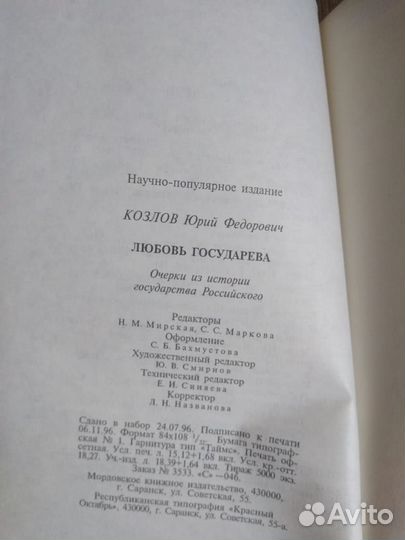 Научно-популярное издание
КОЗЛОВ Юрий Федорович
ЛЮБОВЬ ГОСУДАРЕВА
Очерки из истории
государства Российского
Редакторы
Н. М. Мирская, С. С. Маркова
Оформление
С. Б. Бахмустова
Художественный редактор
Ю. В. Смирнов
Технический редактор
Е. И. Синяева
Корректор
Л. Н. Названова
Сдано в набор 24.07.96. Подписано к печати
06.11.96. Формат 84х108 1/32. Бумага типограф-
ская № 1. Гарнитура тип «Таймс». Печать оф-
сетная. Усл. печ. л. 15,12+1,68 вкл. Усл. кр.-отт.
18,27. Уч.-изд. л. 18,39+1,64 вкл. Тираж 5000 экз.
Заказ № 3533. «С» —046.
Мордовское книжное издательство, 430000,
г. Саранск, ул. Советская, 55.
Республиканская типография «Красный
Октябрь», 430000, г. Саранск, ул. Советская, 55-а.
Avito